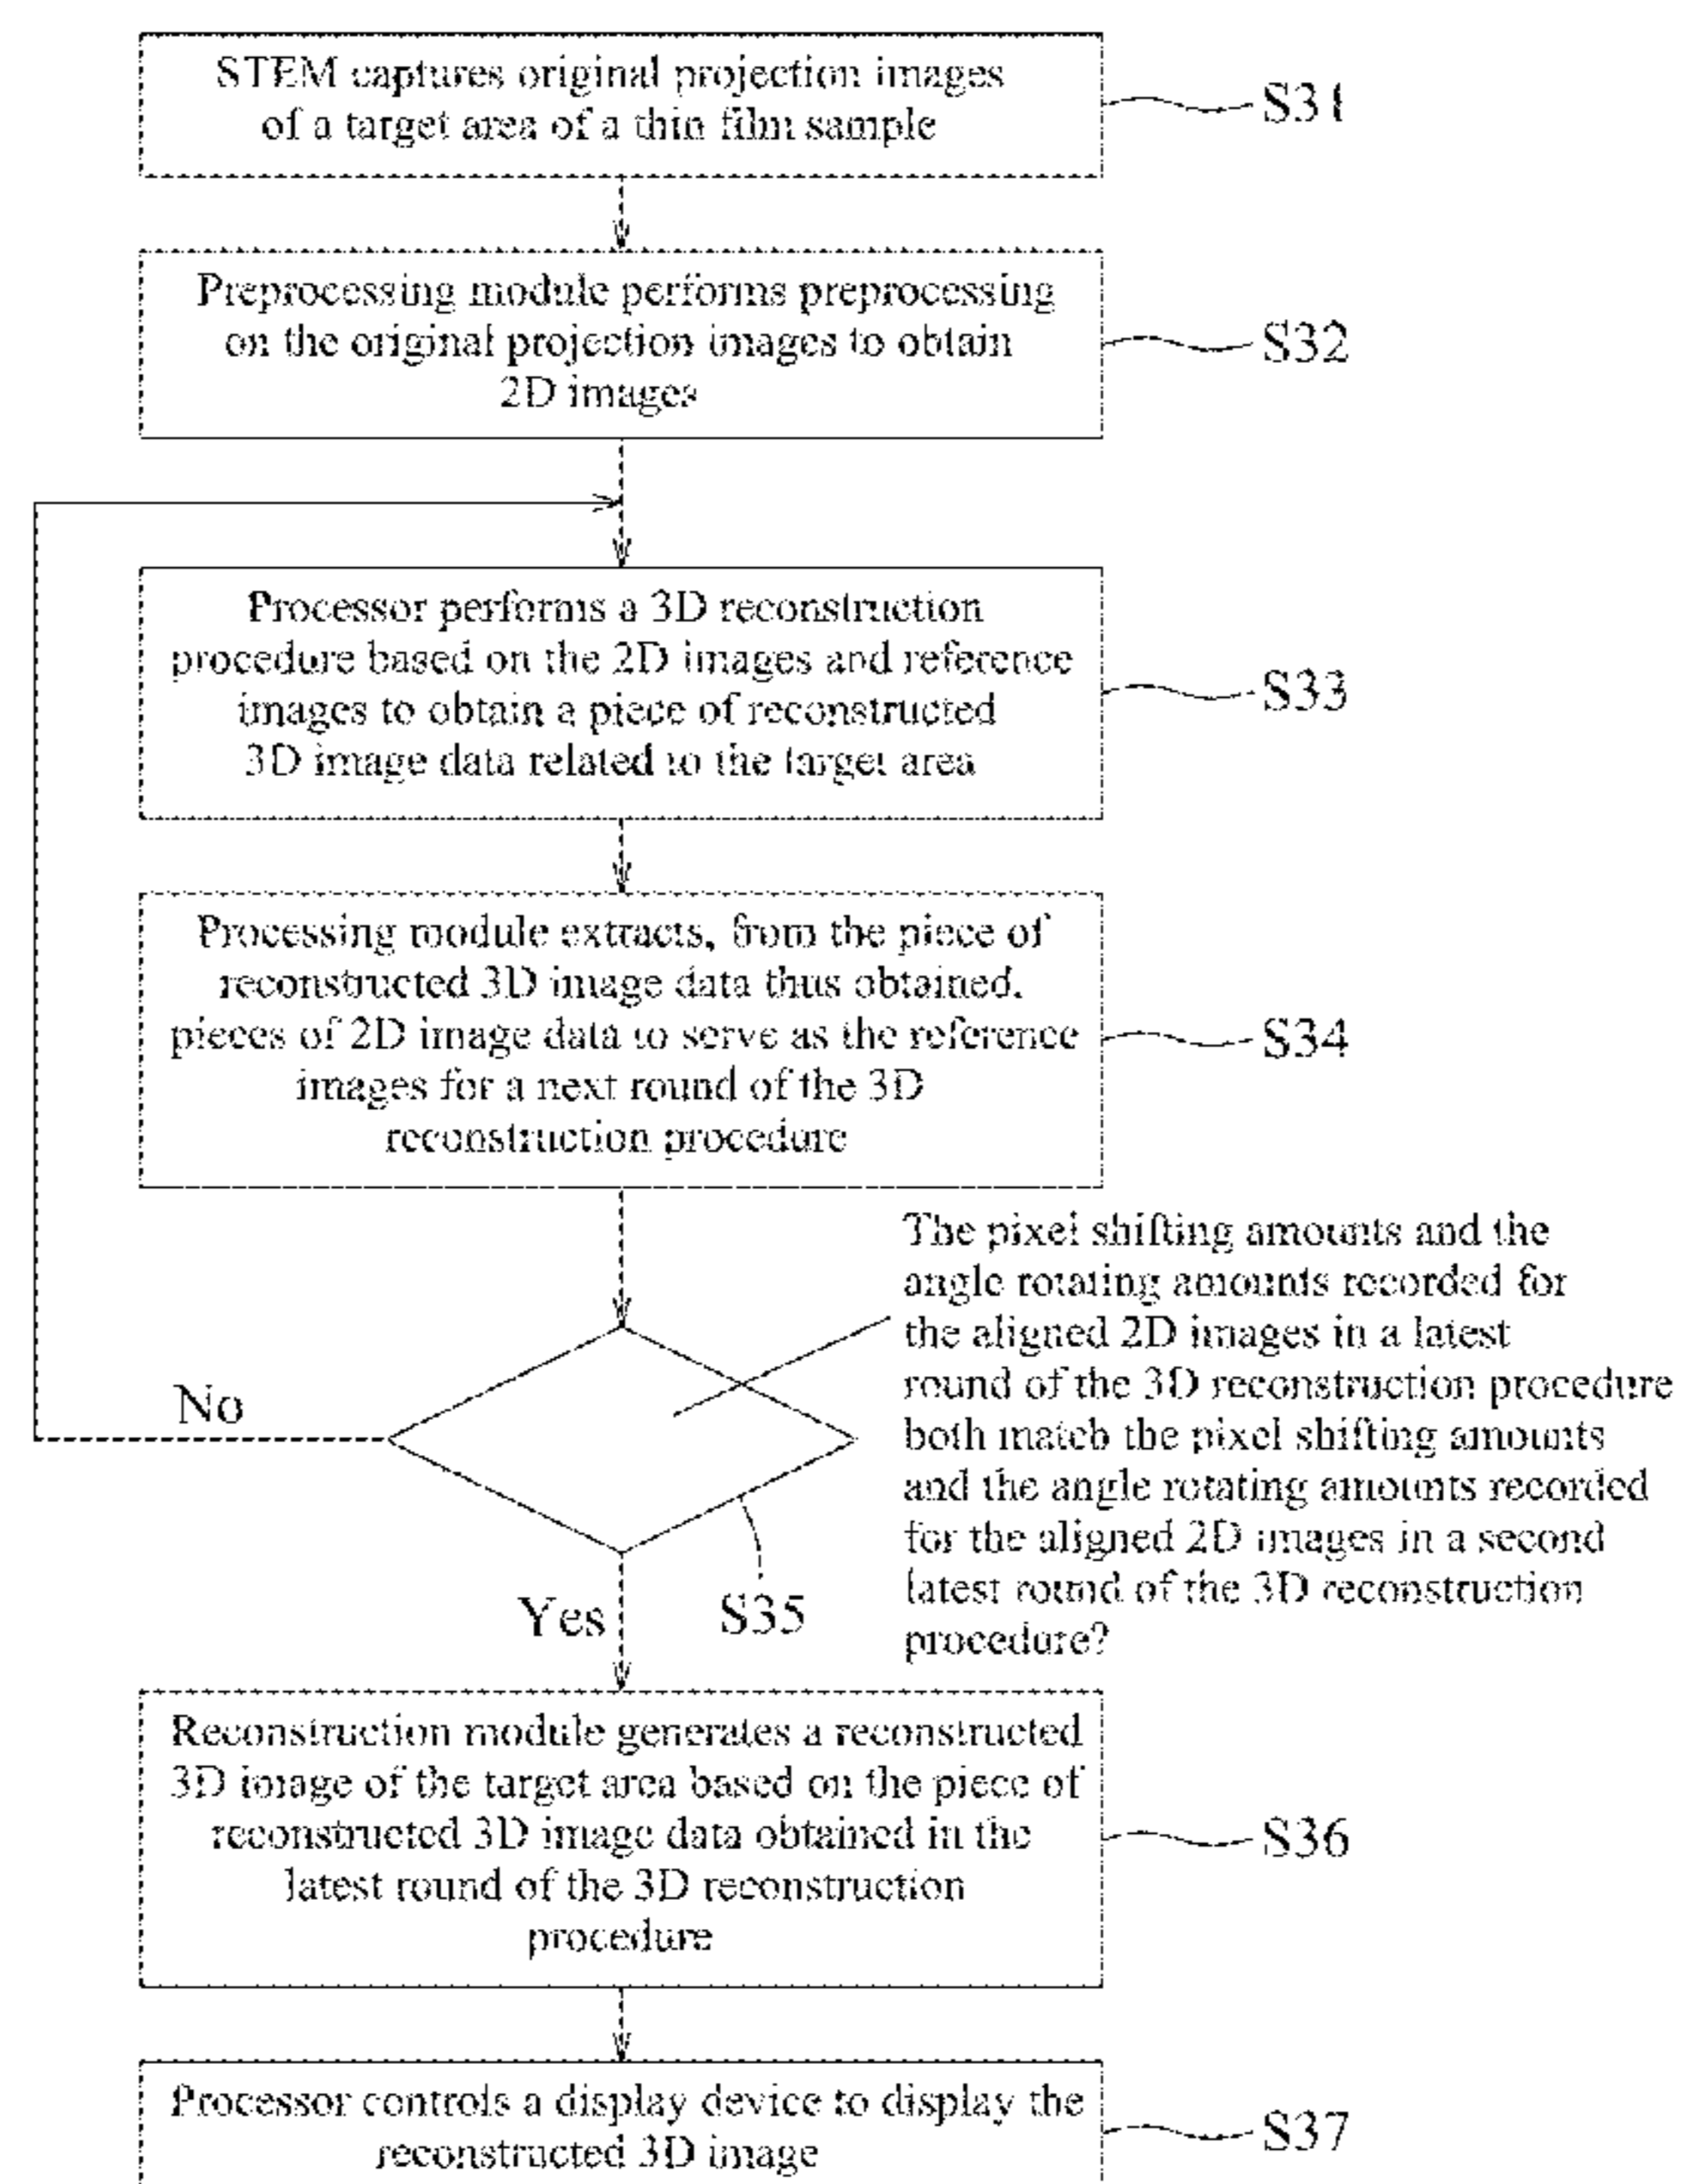 STEM captures original projection images
of a target area of a thin film sample
S31
Preprocessing module performs preprocessing
on the original projection images to obtain
2D images
S32
Processor performs a 3D reconstruction
procedure based on the 2D images and reference
images to obtain a piece of reconstructed
3D image data related to the target area
S33
Processing module extracts, from the piece of
reconstructed 3D image data thus obtained,
pieces of 2D image data to serve as the reference
images for a next round of the 3D
reconstruction procedure
S34
The pixel shifting amounts and the
angle rotating amounts recorded for
the aligned 2D images in a latest
round of the 3D reconstruction procedure
both match the pixel shifting amounts
and the angle rotating amounts recorded
for the aligned 2D images in a second
latest round of the 3D reconstruction
procedure?
No
Yes
S35
Reconstruction module generates a reconstructed
3D image of the target area based on the piece of
reconstructed 3D image data obtained in the
latest round of the 3D reconstruction
procedure
S36
Processor controls a display device to display the
reconstructed 3D image
S37